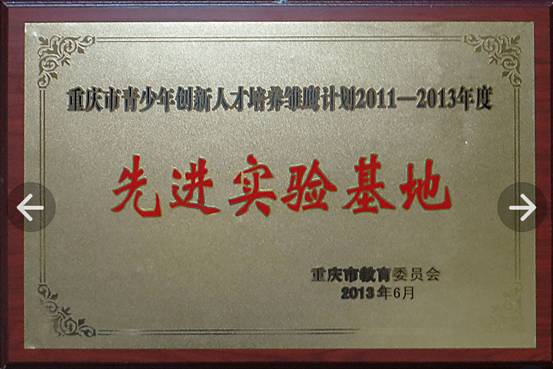 重庆市青少年创新人才培养雏鹰计划2011—2013年度
先进实验基地
重庆市教育委员会
2013年6月